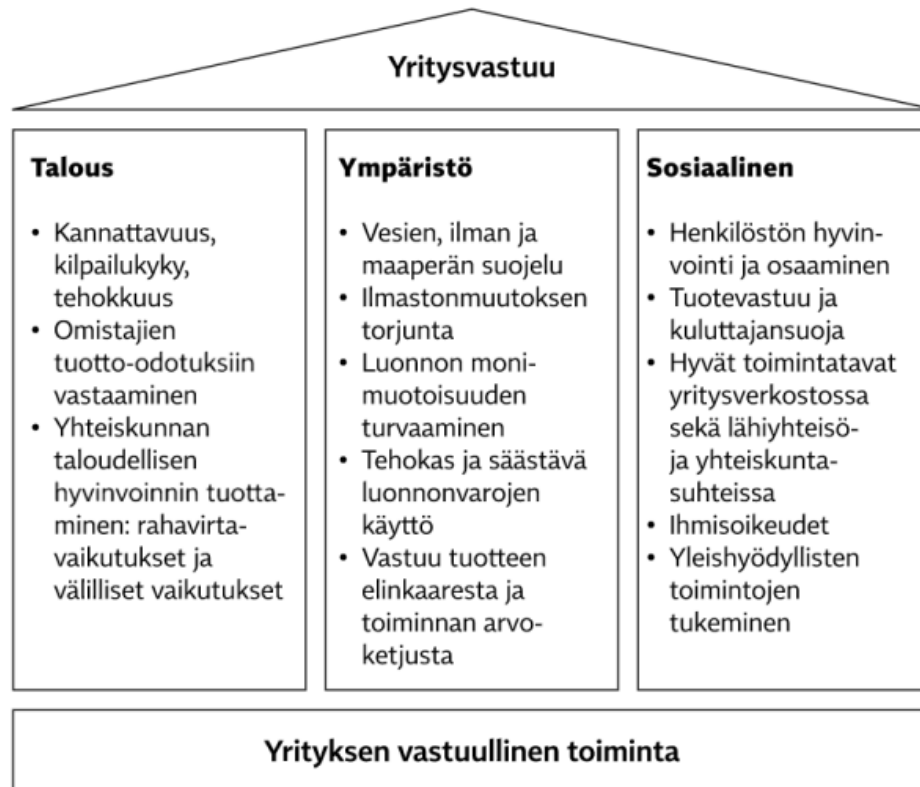 Yritysvastuu
Talous
• Kannattavuus,
kilpailukyky,
tehokkuus
• Omistajien
tuotto-odotuksiin
vastaaminen
• Yhteiskunnan
taloudellisen
hyvinvoinnin tuotta-
minen: rahavirta-
vaikutukset ja
välilliset vaikutukset
Ympäristö
• Vesien, ilman ja
maaperän suojelu
• Ilmastonmuutoksen
torjunta
• Luonnon moni-
muotoisuuden
turvaaminen
• Tehokas ja säästävä
luonnonvarojen
käyttö
• Vastuu tuotteen
elinkaaresta ja
toiminnan arvo-
ketjusta
Sosiaalinen
• Henkilöstön hyvin-
vointi ja osaaminen
• Tuotevastuu ja
kuluttajansuoja
• Hyvät toimintatavat
yritysverkostossa
sekä lähiyhteisö-
ja yhteiskunta-
suhteissa
• Ihmisoikeudet
• Yleishyödyllisten
toimintojen
tukeminen
Yrityksen vastuullinen toiminta